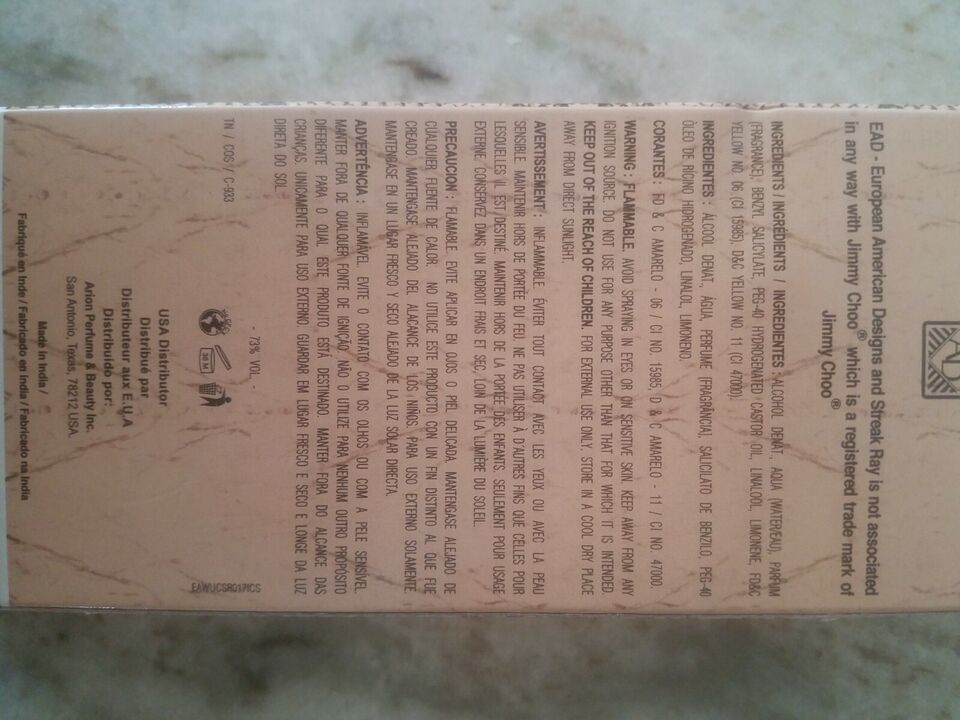 EAD - European American Designs and Streak Ray is not associated
in any way with Jimmy Choo® which is a registered trade mark of
Jimmy Choo®
INGREDIENTS / INGRÉDIENTS / INGREDIENTES : ALCOHOL DENAT., AQUA (WATER/EAU), PARFUM
(FRAGRANCE), BENZYL SALICYLATE, PEG-40 HYDROGENATED CASTOR OIL, LINALOOL, LIMONENE, FD&C
YELLOW NO. 06 (CI 15985), D&C YELLOW NO. 11 (CI 47000).
INGREDIENTES : ÁLCOOL DENAT., ÁGUA, PERFUME (FRAGRÂNCIA), SALICILATO DE BENZILO, PEG-40
ÓLEO DE RÍCINO HIDROGENADO, LINALOL, LIMONENO.
CORANTES : FD & C AMARELO - 06 / CI NO. 15985 D & C AMARELO - 11 / CI NO. 47000.
WARNING : FLAMMABLE. AVOID SPRAYING IN EYES OR ON SENSITIVE SKIN. KEEP AWAY FROM ANY
IGNITION SOURCE. DO NOT USE FOR ANY PURPOSE OTHER THAN THAT FOR WHICH IT IS INTENDED.
KEEP OUT OF THE REACH OF CHILDREN. FOR EXTERNAL USE ONLY. STORE IN A COOL DRY PLACE
AWAY FROM DIRECT SUNLIGHT.
AVERTISSEMENT : INFLAMMABLE. ÉVITER TOUT CONTACT AVEC LES YEUX OU AVEC LA PEAU
SENSIBLE. MAINTENIR HORS DE PORTÉE DU FEU. NE PAS UTILISER À D'AUTRES FINS QUE CELLES POUR
LESQUELLES IL EST DESTINÉ. MAINTENIR HORS DE LA PORTÉE DES ENFANTS. SEULEMENT POUR USAGE
EXTERNE. CONSERVEZ DANS UN ENDROIT FRAIS ET SEC, LOIN DE LA LUMIÈRE DU SOLEIL.
PRECAUCION : FLAMABLE. EVITE APLICAR EN OJOS O PIEL DELICADA. MANTENGASE ALEJADO DE
CUALQUIER FUENTE DE CALOR. NO UTILICE ESTE PRODUCTO CON UN FIN DISTINTO AL QUE FUE
CREADO. MANTENGASE ALEJADO DEL ALACANCE DE LOS NIÑOS. PARA USO EXTERNO SOLAMENTE.
MANTENGASE EN UN LUGAR FRESCO Y SECO ALEJADO DE LA LUZ SOLAR DIRECTA.
ADVERTÊNCIA : INFLAMÁVEL. EVITE O CONTATO COM OS OLHOS OU COM A PELE SENSÍVEL.
MANTER FORA DE QUALQUER FONTE DE IGNIÇÃO. NÃO O UTILIZE PARA NENHUM OUTRO PROPÓSITO
DIFERENTE PARA O QUAL ESTE PRODUTO ESTÁ DESTINADO. MANTER FORA DO ALCANCE DAS
CRIANÇAS. UNICAMENTE PARA USO EXTERNO. GUARDAR EM LUGAR FRESCO E SECO E LONGE DA LUZ
DIRETA DO SOL.
- 73% VOL. -
TN / COS / / C-933
36 M
EAWUCSR017ICS
USA Distributor
Distribué par
Distributeur aux E.U.A
Distribuido por:
Arion Perfume & Beauty Inc.
San Antonio, Texas, 78212 USA
Made in India /
Fabriqué en Inde / Fabricado en India / Fabricado na India